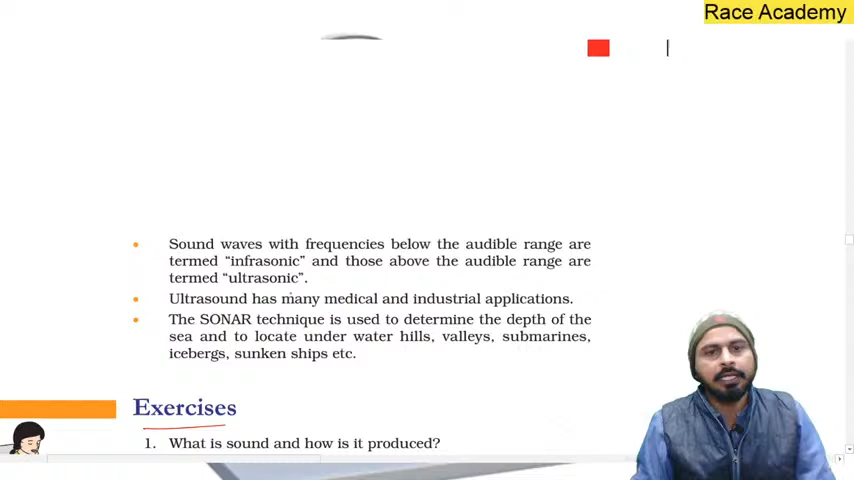 Race Academy
• Sound waves with frequencies below the audible range are
termed “infrasonic” and those above the audible range are
termed “ultrasonic”.
• Ultrasound has many medical and industrial applications.
• The SONAR technique is used to determine the depth of the
sea and to locate under water hills, valleys, submarines,
icebergs, sunken ships etc.
Exercises
1. What is sound and how is it produced?